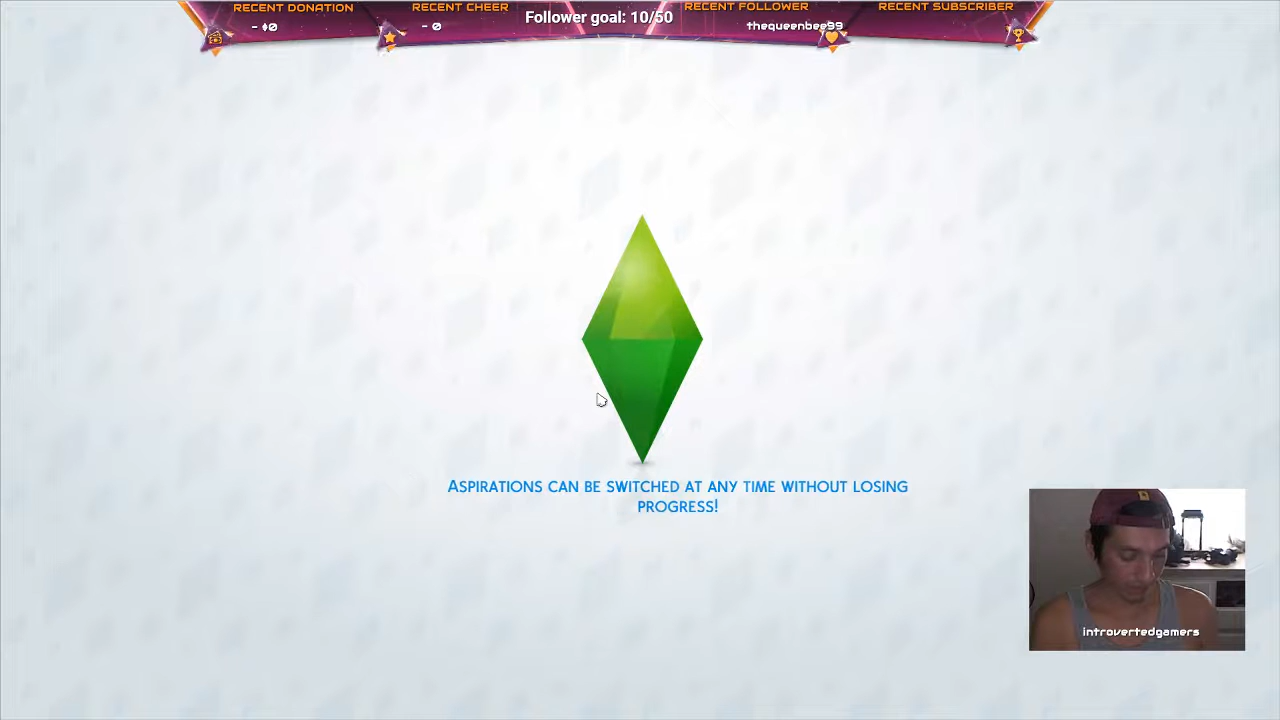 RECENT DONATION
RECENT CHEER
Follower goal: 10/50
RECENT FOLLOWER
RECENT SUBSCRIBER
- $0
- 0
thequeenbee99
ASPIRATIONS CAN BE SWITCHED AT ANY TIME WITHOUT LOSING
PROGRESS!
introvertedgamers